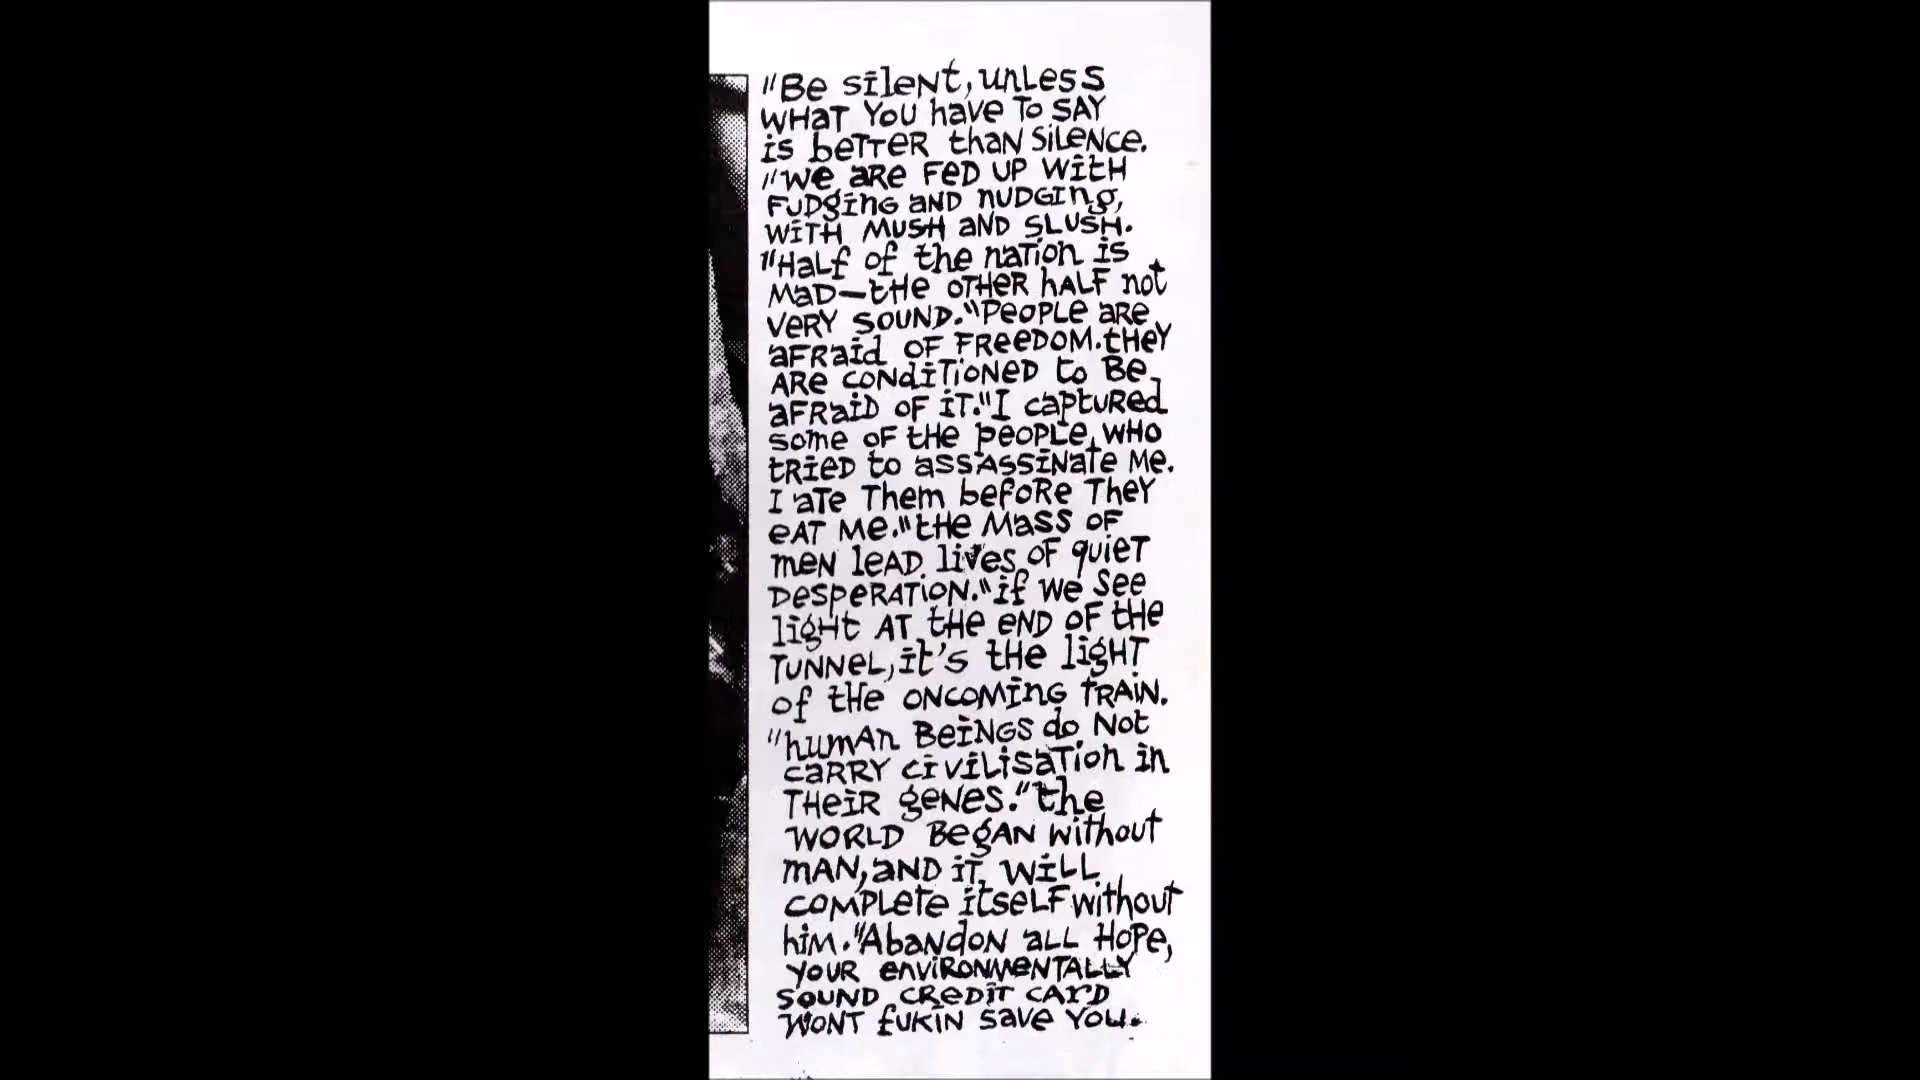 "Be silent, unless
what you have to say
is better than silence.
"We are fed up with
fudging and nudging,
with mush and slush.
"Half of the nation is
mad—the other half not
very sound."People are
afraid of freedom. they
are conditioned to be
afraid of it."I captured
some of the people who
tried to assassinate me.
I ate them before they
eat me."the mass of
men lead lives of quiet
desperation."if we see
light at the end of the
tunnel, it's the light
of the oncoming train.
"human beings do not
carry civilisation in
their genes."the
world began without
man, and it will
complete itself without
him."Abandon all hope,
your environmentally
sound credit card
wont fukin save you.